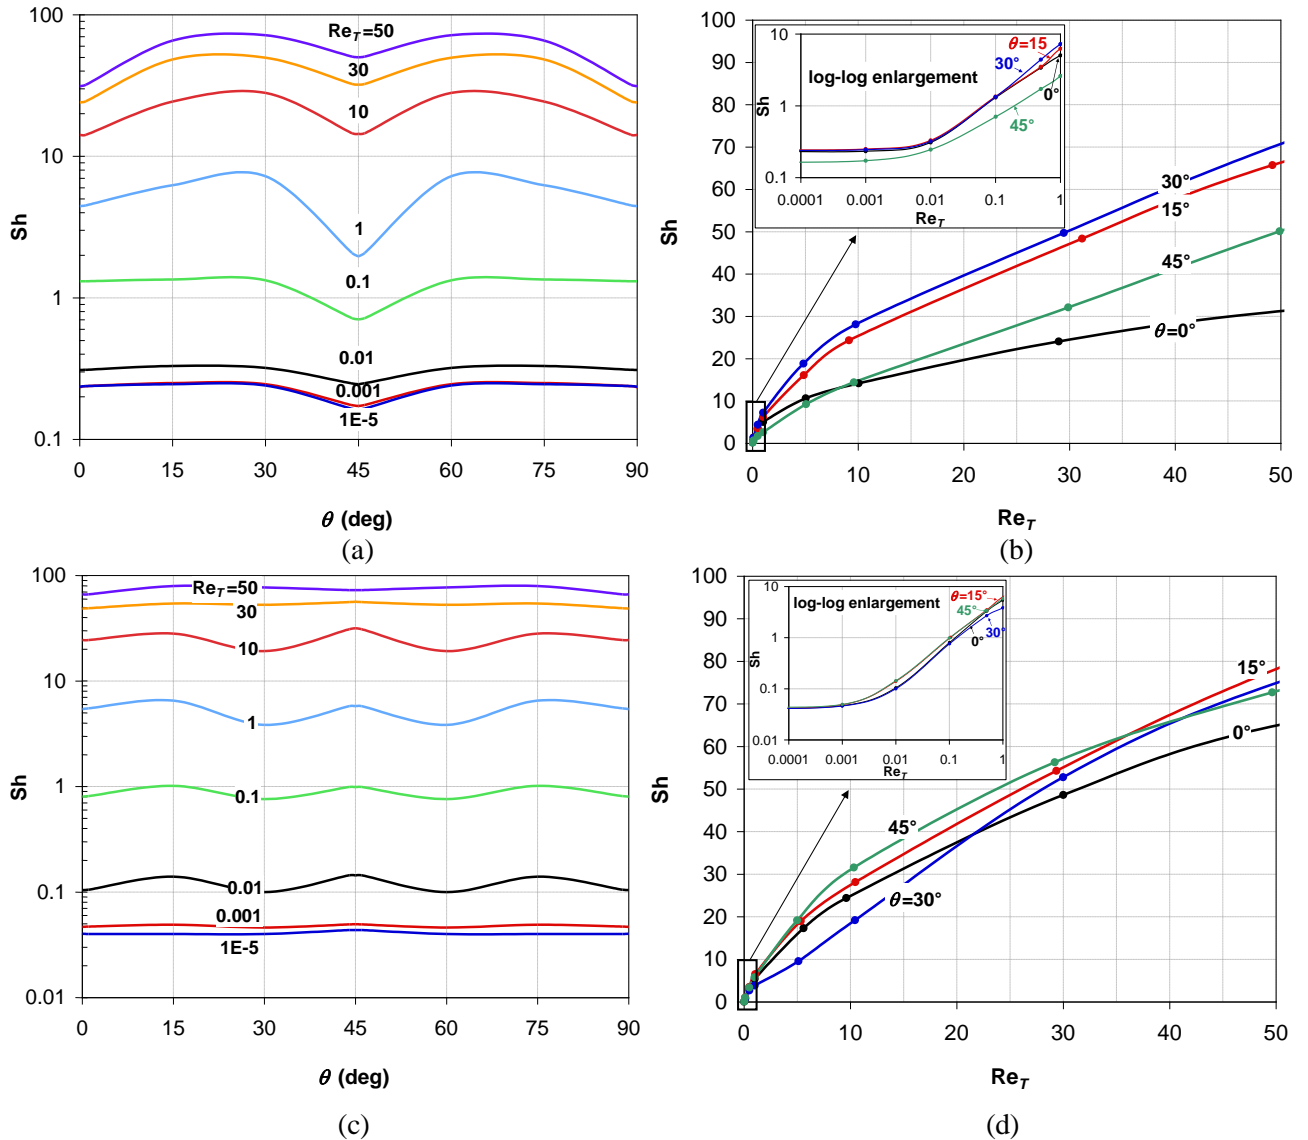 100
10
1
0.1
Sh
Re_T=50
30
10
1
0.1
0.01
0.001
1E-5
0 15 30 45 60 75 90
θ (deg)
(a)
100
90
80
70
60
50
40
30
20
10
0
Sh
10
1
0.1
Sh
θ=15
30°
log-log enlargement
0°
45°
0.0001 0.001 0.01 0.1 1
Re_T
30°
15°
45°
θ=0°
0 10 20 30 40 50
Re_T
(b)
100
10
1
0.1
0.01
Sh
Re_T=50
30
10
1
0.1
0.01
0.001
1E-5
0 15 30 45 60 75 90
θ (deg)
(c)
100
90
80
70
60
50
40
30
20
10
0
Sh
10
1
0.1
0.01
Sh
log-log enlargement
θ=15°
45°
0°
30°
0.0001 0.001 0.01 0.1 1
Re_T
15°
0°
45°
θ=30°
0 10 20 30 40 50
Re_T
(d)